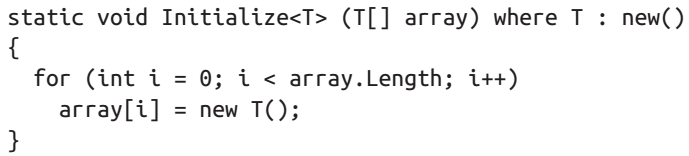 static void Initialize<T> (T[] array) where T : new()
{
  for (int i = 0; i < array.Length; i++)
    array[i] = new T();
}